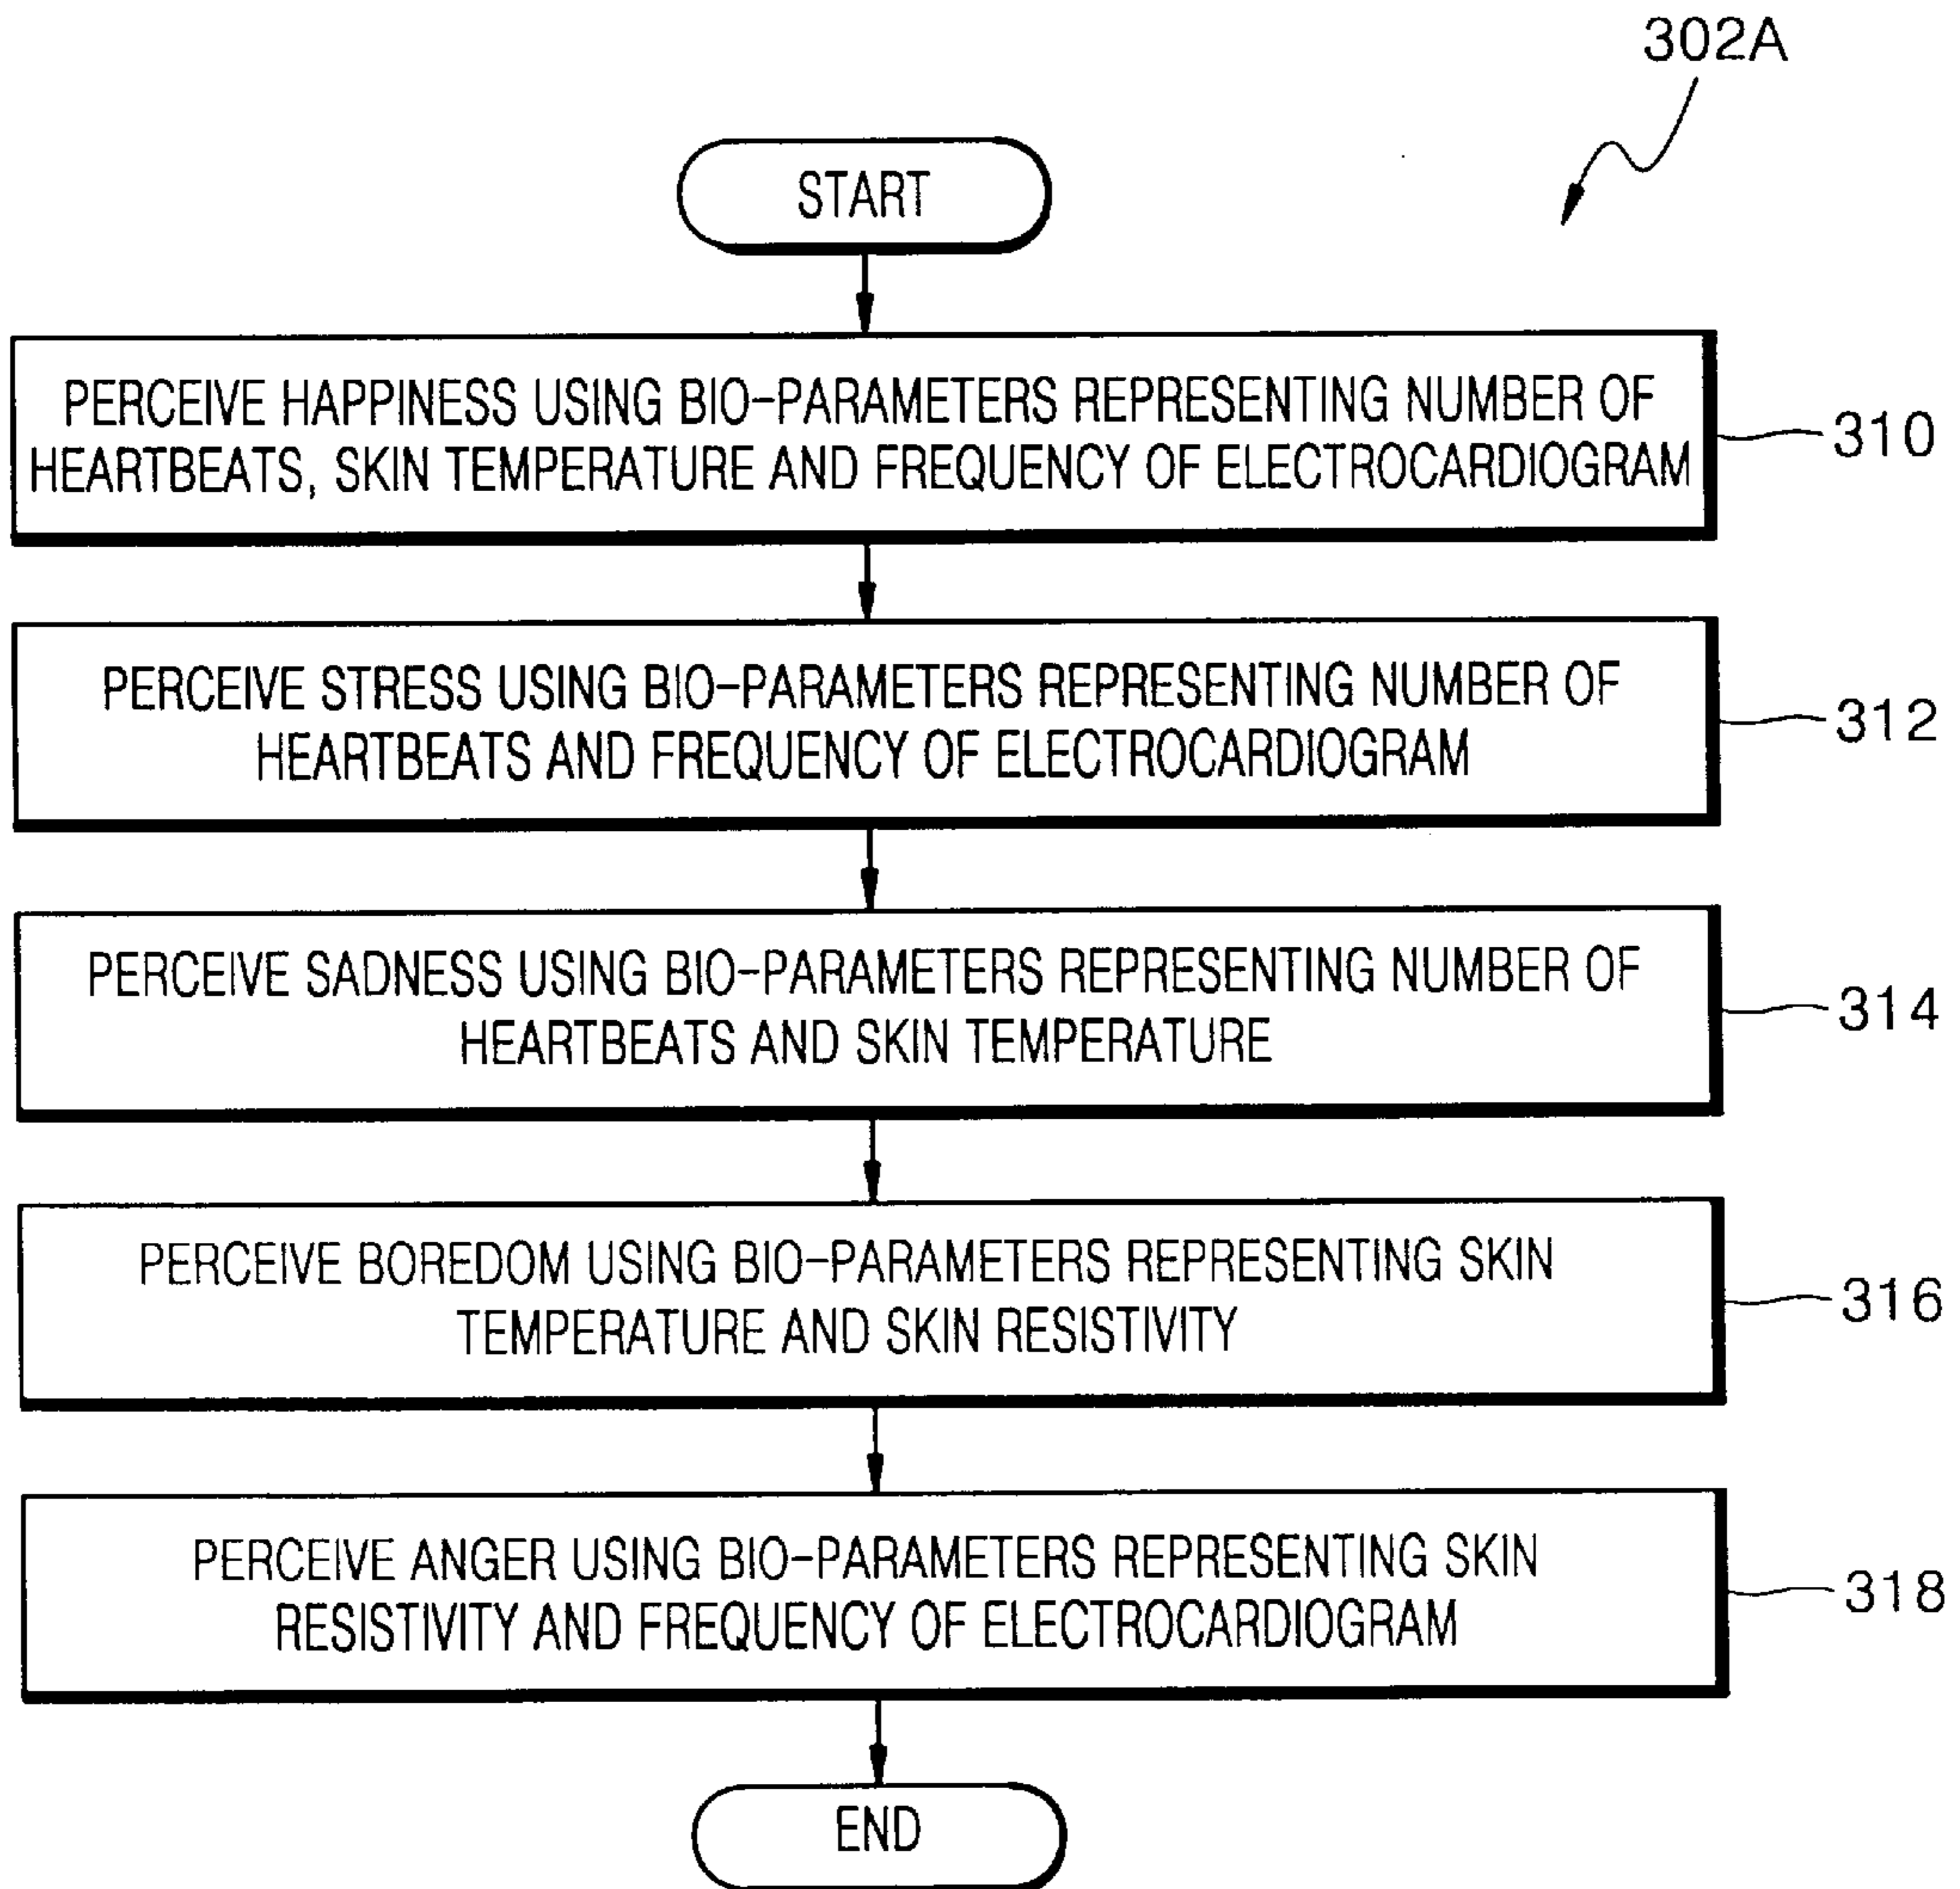 302A
START
PERCEIVE HAPPINESS USING BIO-PARAMETERS REPRESENTING NUMBER OF
HEARTBEATS, SKIN TEMPERATURE AND FREQUENCY OF ELECTROCARDIOGRAM
310
PERCEIVE STRESS USING BIO-PARAMETERS REPRESENTING NUMBER OF
HEARTBEATS AND FREQUENCY OF ELECTROCARDIOGRAM
312
PERCEIVE SADNESS USING BIO-PARAMETERS REPRESENTING NUMBER OF
HEARTBEATS AND SKIN TEMPERATURE
314
PERCEIVE BOREDOM USING BIO-PARAMETERS REPRESENTING SKIN
TEMPERATURE AND SKIN RESISTIVITY
316
PERCEIVE ANGER USING BIO-PARAMETERS REPRESENTING SKIN
RESISTIVITY AND FREQUENCY OF ELECTROCARDIOGRAM
318
END